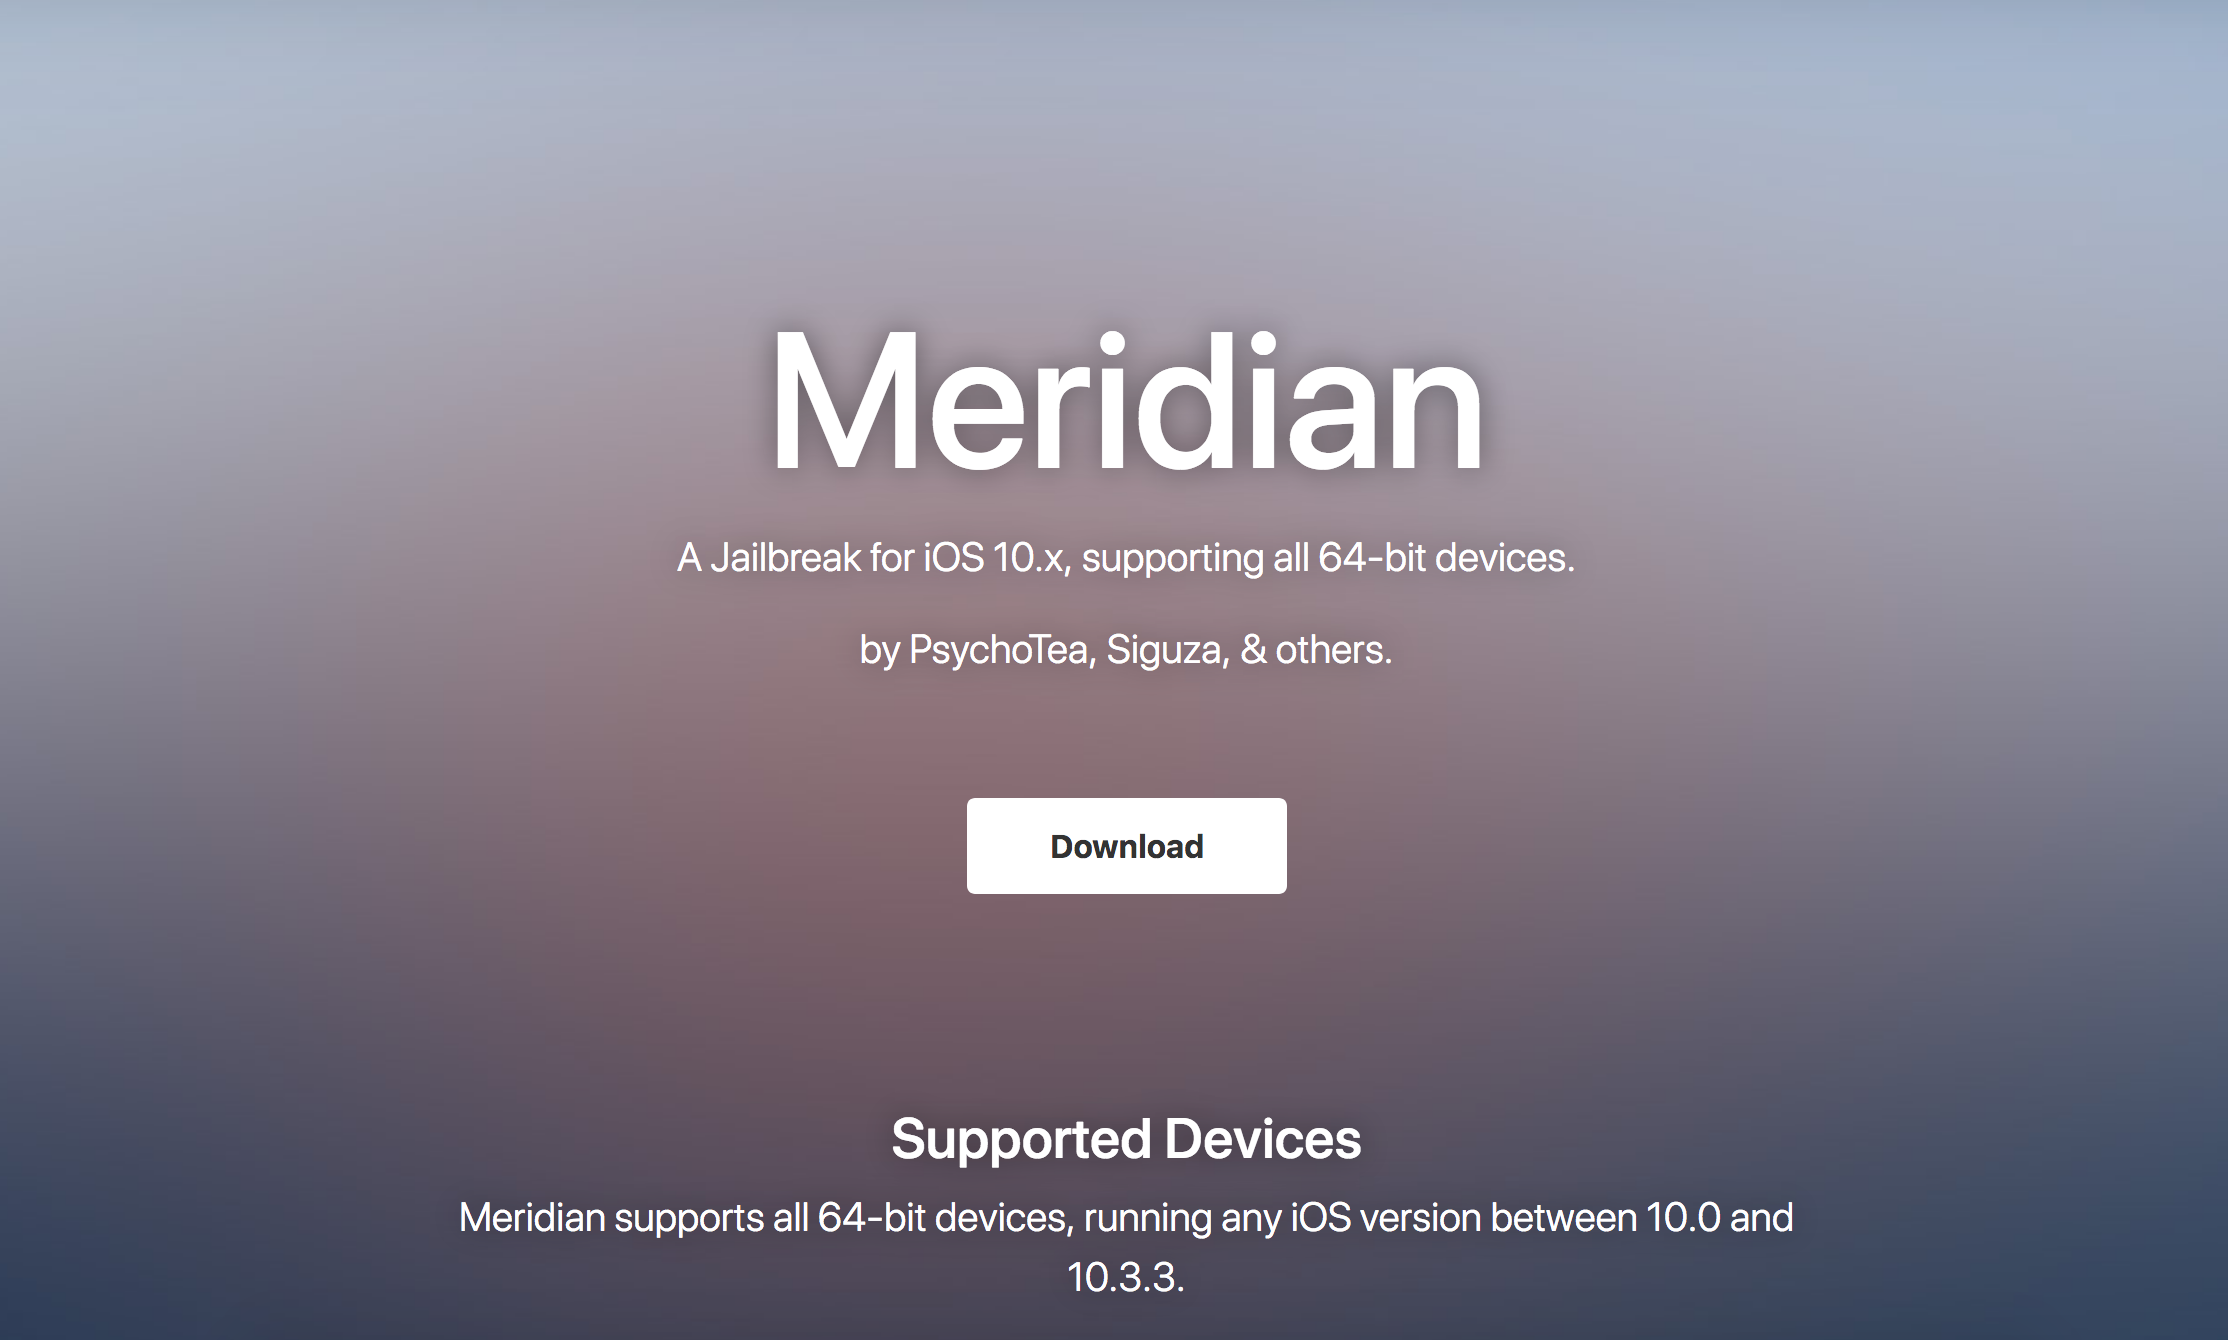 Meridian
A Jailbreak for iOS 10.x, supporting all 64-bit devices.
by PsychoTea, Siguza, & others.
Download
Supported Devices
Meridian supports all 64-bit devices, running any iOS version between 10.0 and
10.3.3.